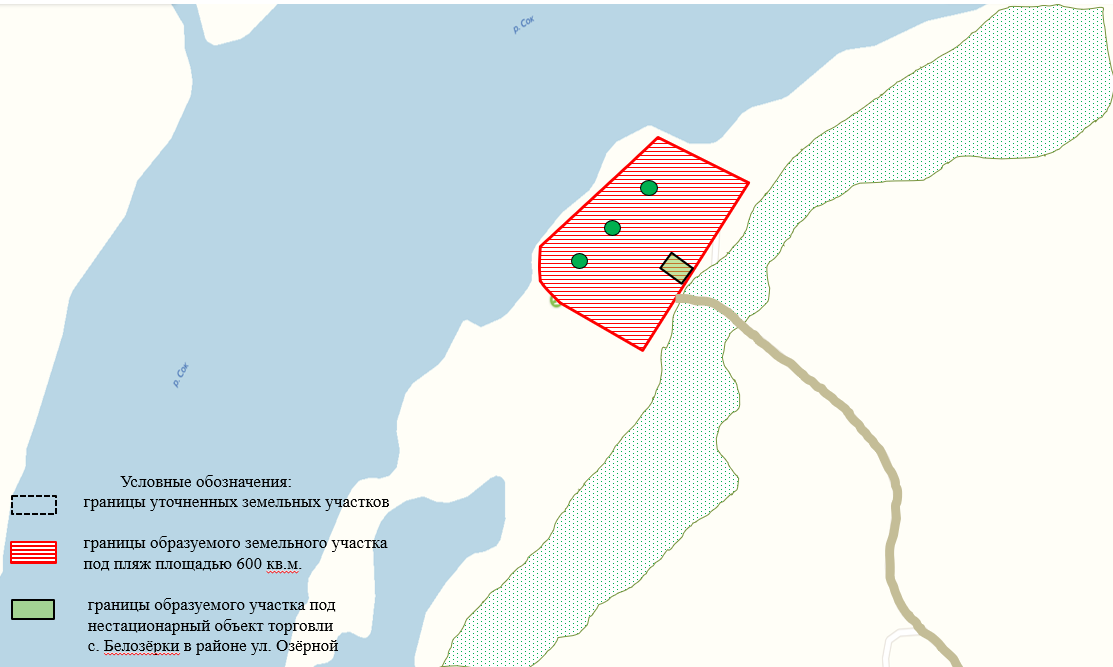 р. Сок
р. Сок
Условные обозначения:
границы уточненных земельных участков
границы образуемого земельного участка
под пляж площадью 600 кв.м.
границы образуемого участка под
нестационарный объект торговли
с. Белозёрки в районе ул. Озёрной